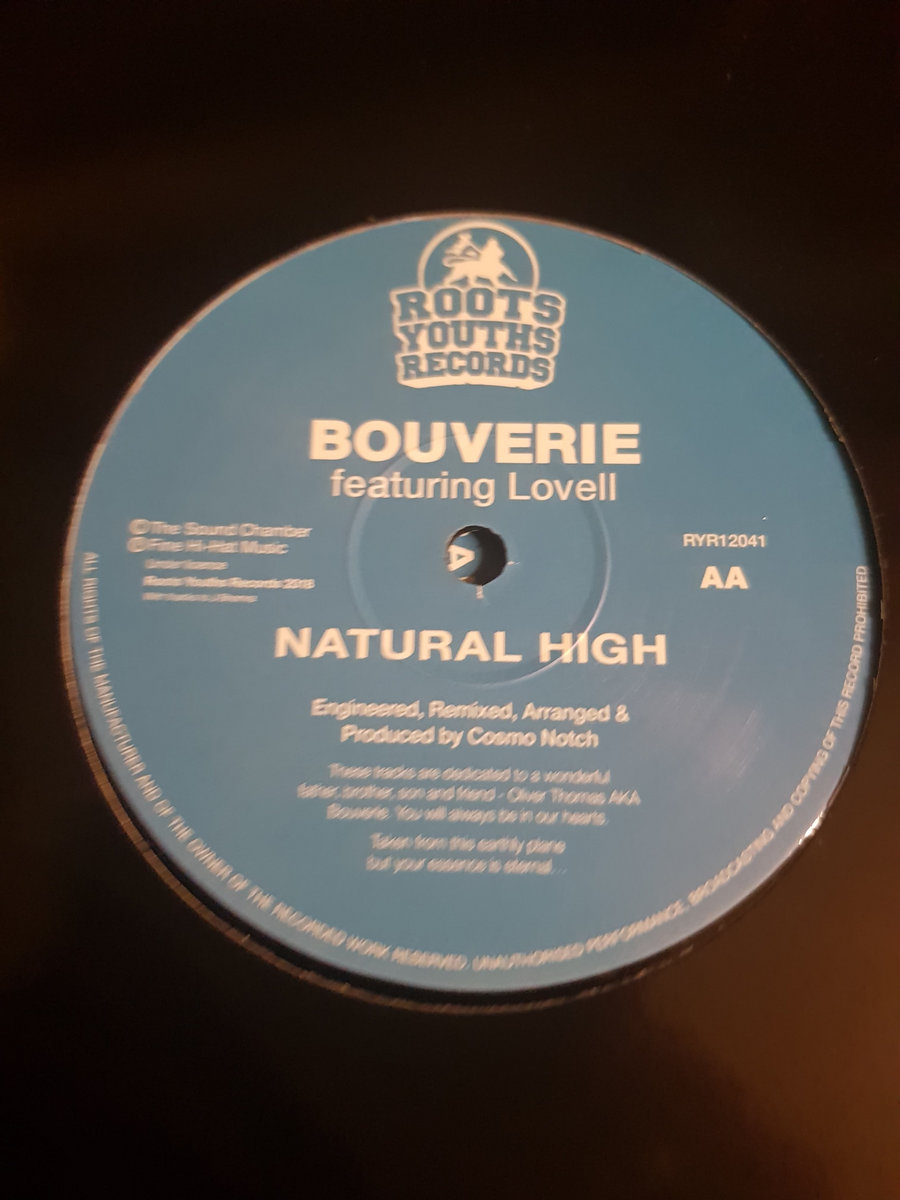 ROOTS
YOUTHS
RECORDS
BOUVERIE
featuring Lovell
©The Sound Chamber
Fine Hi-Hat Music
Under licence
Roots Youths Records
RYR12041
AA
A
NATURAL HIGH
Engineered, Remixed, Arranged &
Produced by Cosmo Notch
These tracks are dedicated to a wonderful
father, brother, son and friend - Oliver Thomas AKA
Bouverie. You will always be in our hearts.
Taken from this earthly plane
but your essence is eternal...
ALL RIGHTS OF THE MANUFACTURER AND OF THE OWNER OF THE RECORDED WORK RESERVED. UNAUTHORISED PERFORMANCE, BROADCASTING AND COPYING OF THIS RECORD PROHIBITED